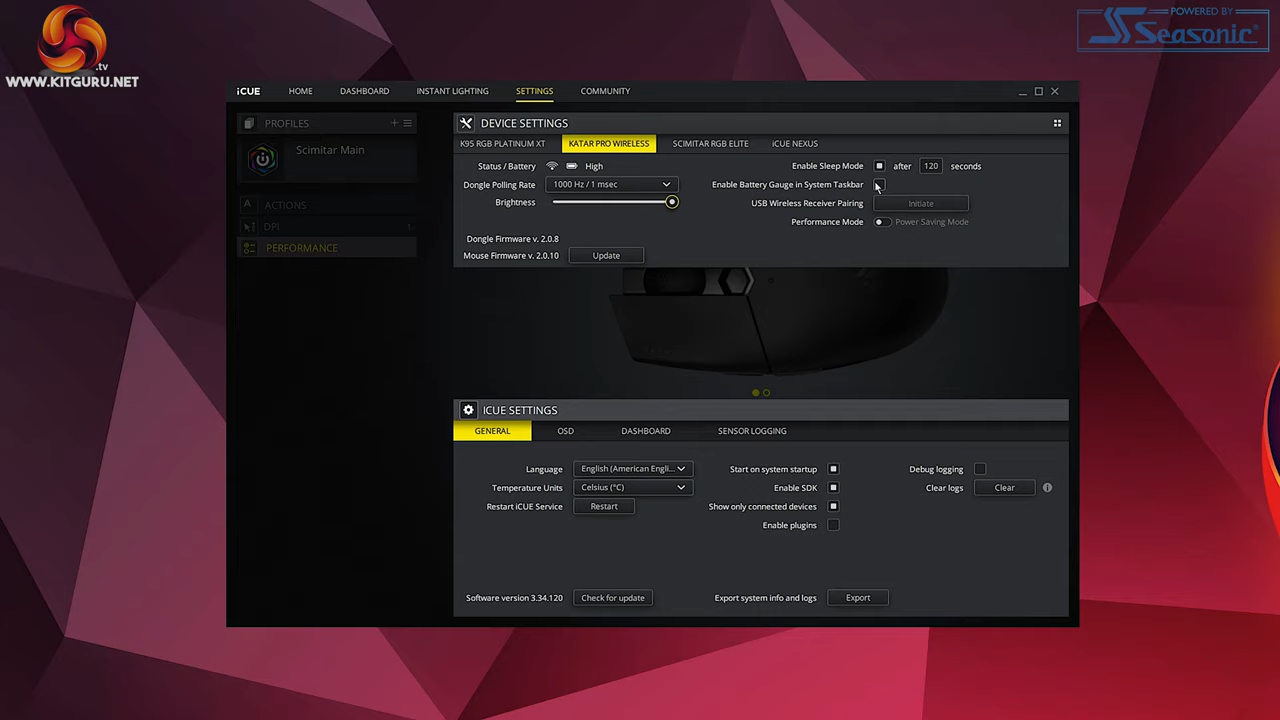 .tv
WWW.KITGURU.NET
POWERED BY
Seasonic®
iCUE HOME DASHBOARD INSTANT LIGHTING SETTINGS COMMUNITY
PROFILES
Scimitar Main
ACTIONS
DPI 1
PERFORMANCE
DEVICE SETTINGS
K95 RGB PLATINUM XT KATAR PRO WIRELESS SCIMITAR RGB ELITE iCUE NEXUS
Status / Battery High
Dongle Polling Rate 1000 Hz / 1 msec
Brightness
Dongle Firmware v. 2.0.8
Mouse Firmware v. 2.0.10 Update
Enable Sleep Mode after 120 seconds
Enable Battery Gauge in System Taskbar
USB Wireless Receiver Pairing Initiate
Performance Mode Power Saving Mode
ICUE SETTINGS
GENERAL OSD DASHBOARD SENSOR LOGGING
Language English (American Engli...
Temperature Units Celsius (°C)
Restart iCUE Service Restart
Start on system startup
Enable SDK
Show only connected devices
Enable plugins
Debug logging
Clear logs Clear
Software version 3.34.120 Check for update
Export system info and logs Export